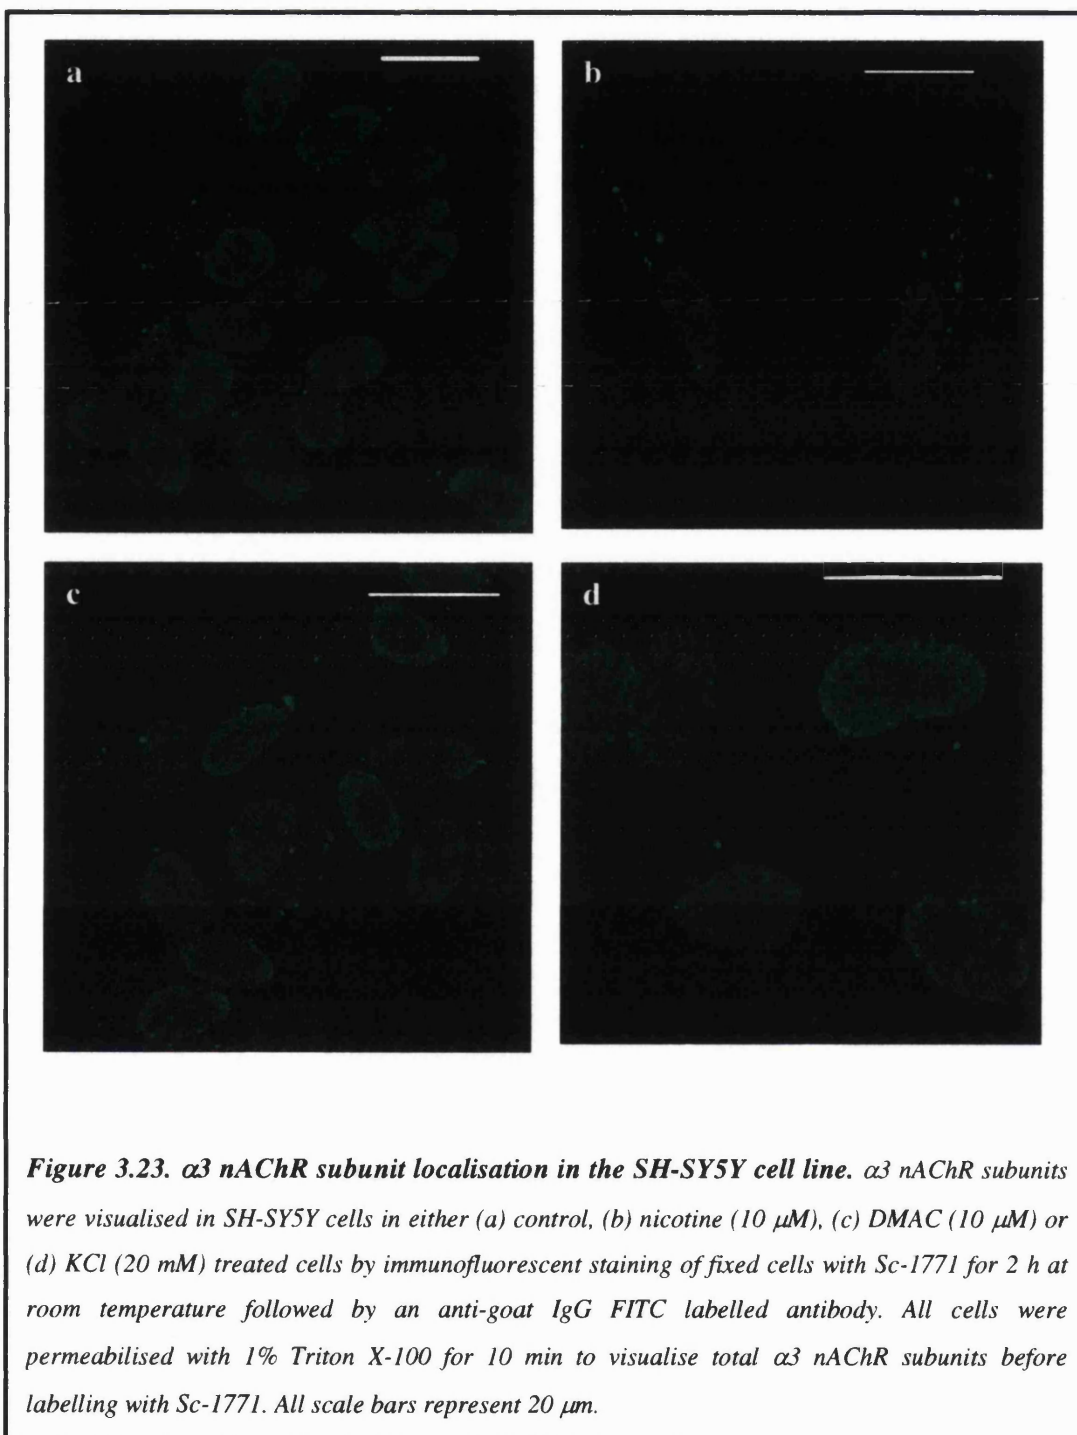 a
b
c
d
Figure 3.23. α3 nAChR subunit localisation in the SH-SY5Y cell line. α3 nAChR subunits
were visualised in SH-SY5Y cells in either (a) control, (b) nicotine (10 μM), (c) DMAC (10 μM) or
(d) KCl (20 mM) treated cells by immunofluorescent staining of fixed cells with Sc-1771 for 2 h at
room temperature followed by an anti-goat IgG FITC labelled antibody. All cells were
permeabilised with 1% Triton X-100 for 10 min to visualise total α3 nAChR subunits before
labelling with Sc-1771. All scale bars represent 20 μm.